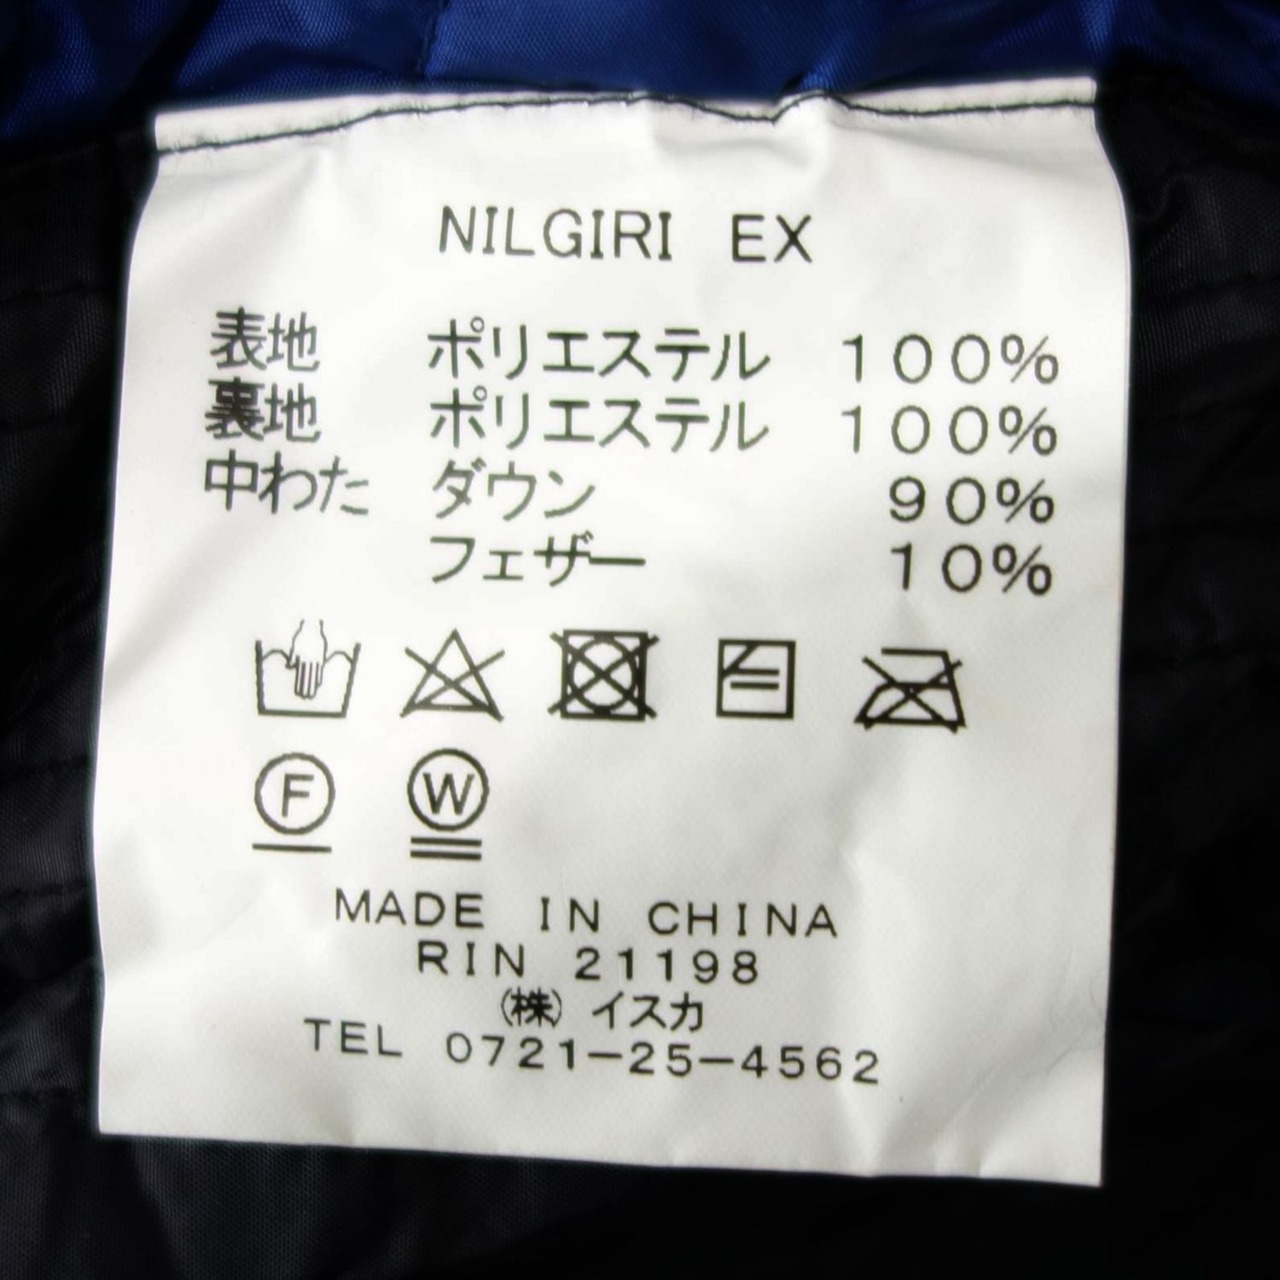 NILGIRI EX
表地 ポリエステル 100%
裏地 ポリエステル 100%
中わた ダウン 90%
フェザー 10%
F W
MADE IN CHINA
RIN 21198
(株) イスカ
TEL 0721-25-4562